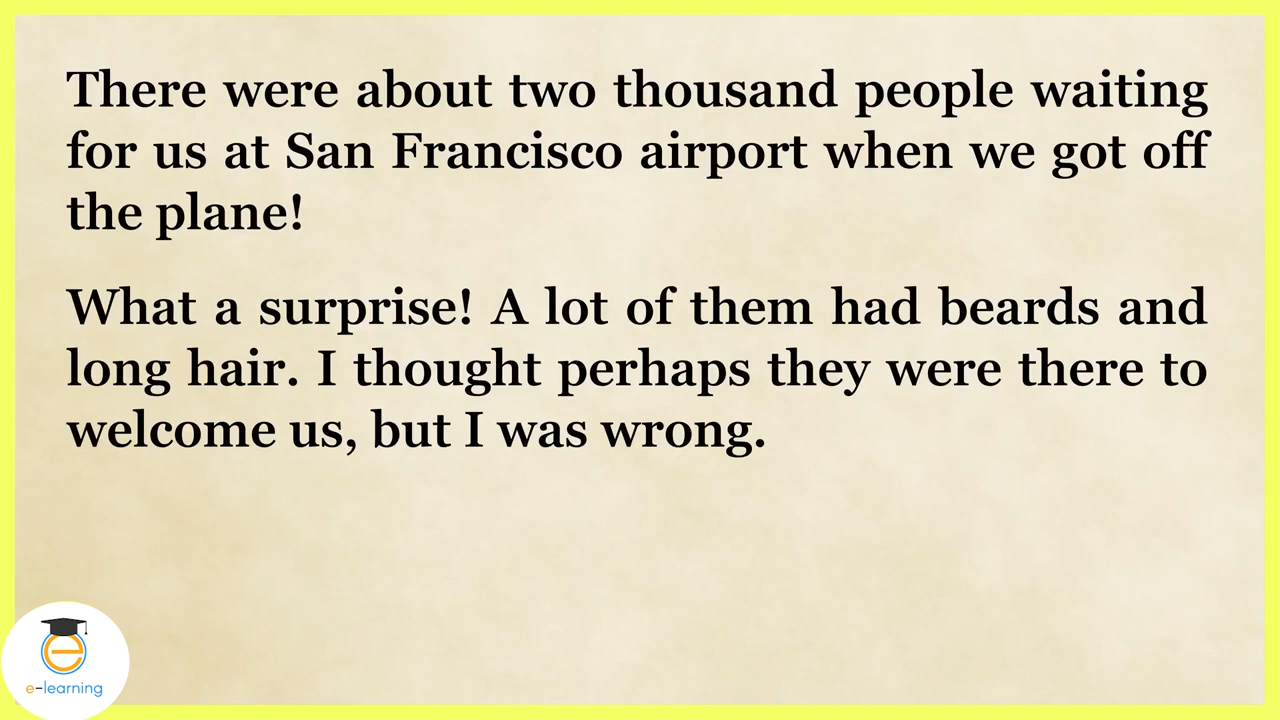 There were about two thousand people waiting
for us at San Francisco airport when we got off
the plane!
What a surprise! A lot of them had beards and
long hair. I thought perhaps they were there to
welcome us, but I was wrong.
e
e-learning